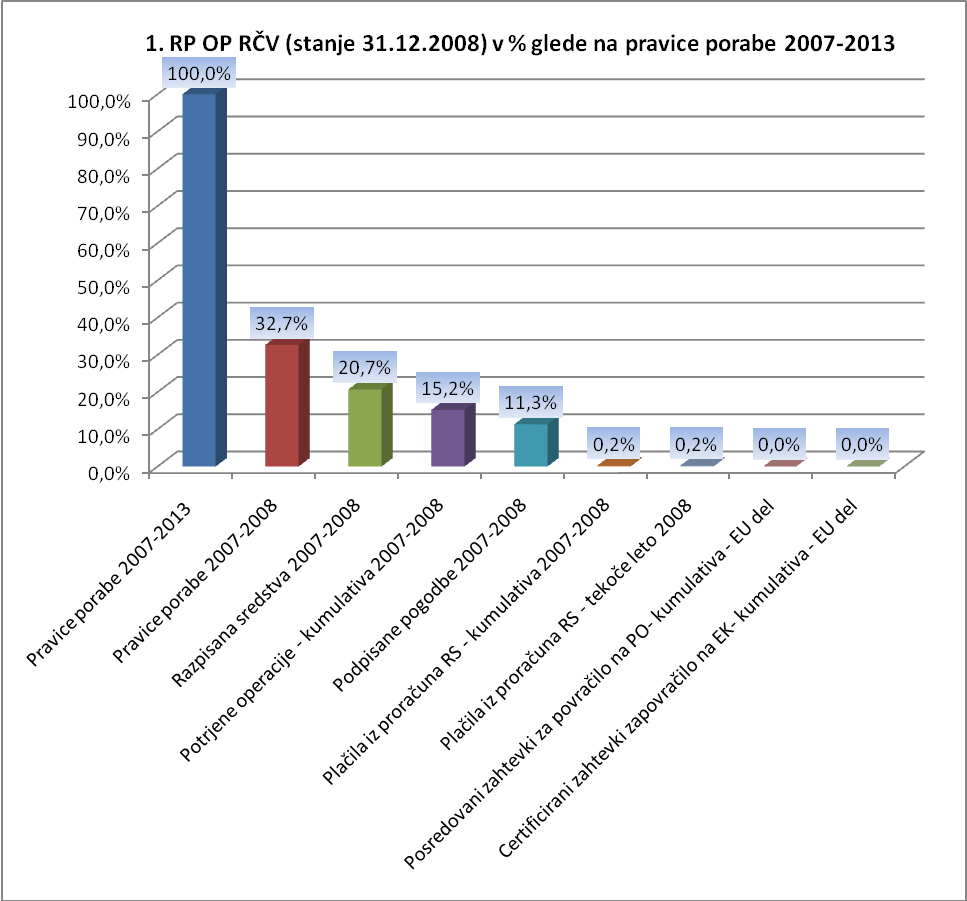 1. RP OP RČV (stanje 31.12.2008) v % glede na pravice porabe 2007-2013
100,0%
90,0%
80,0%
70,0%
60,0%
50,0%
40,0%
30,0%
20,0%
10,0%
0,0%
100,0%
32,7%
20,7%
15,2%
11,3%
0,2%
0,2%
0,0%
0,0%
Pravice porabe 2007-2013
Pravice porabe 2007-2008
Razpisana sredstva 2007-2008
Potrjene operacije - kumulativa 2007-2008
Podpisane pogodbe 2007-2008
Plačila iz proračuna RS - kumulativa 2007-2008
Plačila iz proračuna RS - tekoče leto 2008
Posredovani zahtevki za povračilo na PO- kumulativa - EU del
Certificirani zahtevki zapovračilo na EK- kumulativa - EU del